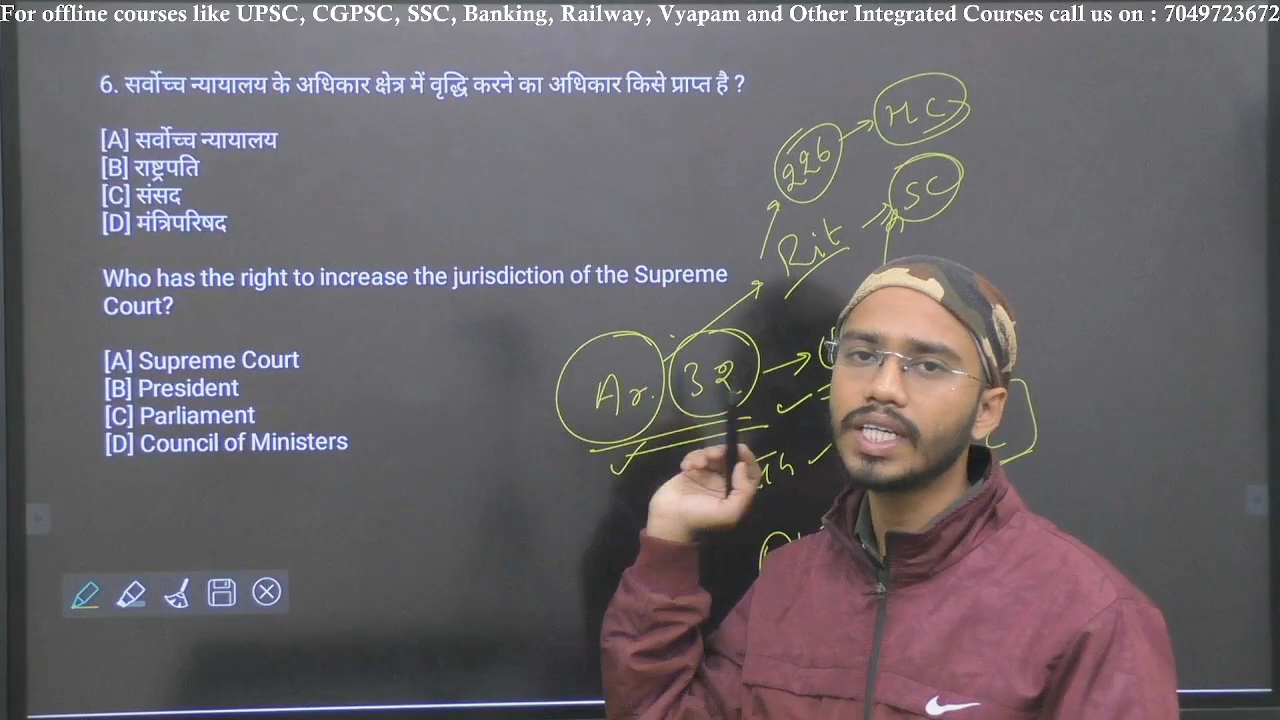 For offline courses like UPSC, CGPSC, SSC, Banking, Railway, Vyapam and Other Integrated Courses call us on : 7049723672
6. सर्वोच्च न्यायालय के अधिकार क्षेत्र में वृद्धि करने का अधिकार किसे प्राप्त है ?
[A] सर्वोच्च न्यायालय
[B] राष्ट्रपति
[C] संसद
[D] मंत्रिपरिषद
Who has the right to increase the jurisdiction of the Supreme
Court?
[A] Supreme Court
[B] President
[C] Parliament
[D] Council of Ministers
226 HC
Rit SC
Ar. 32